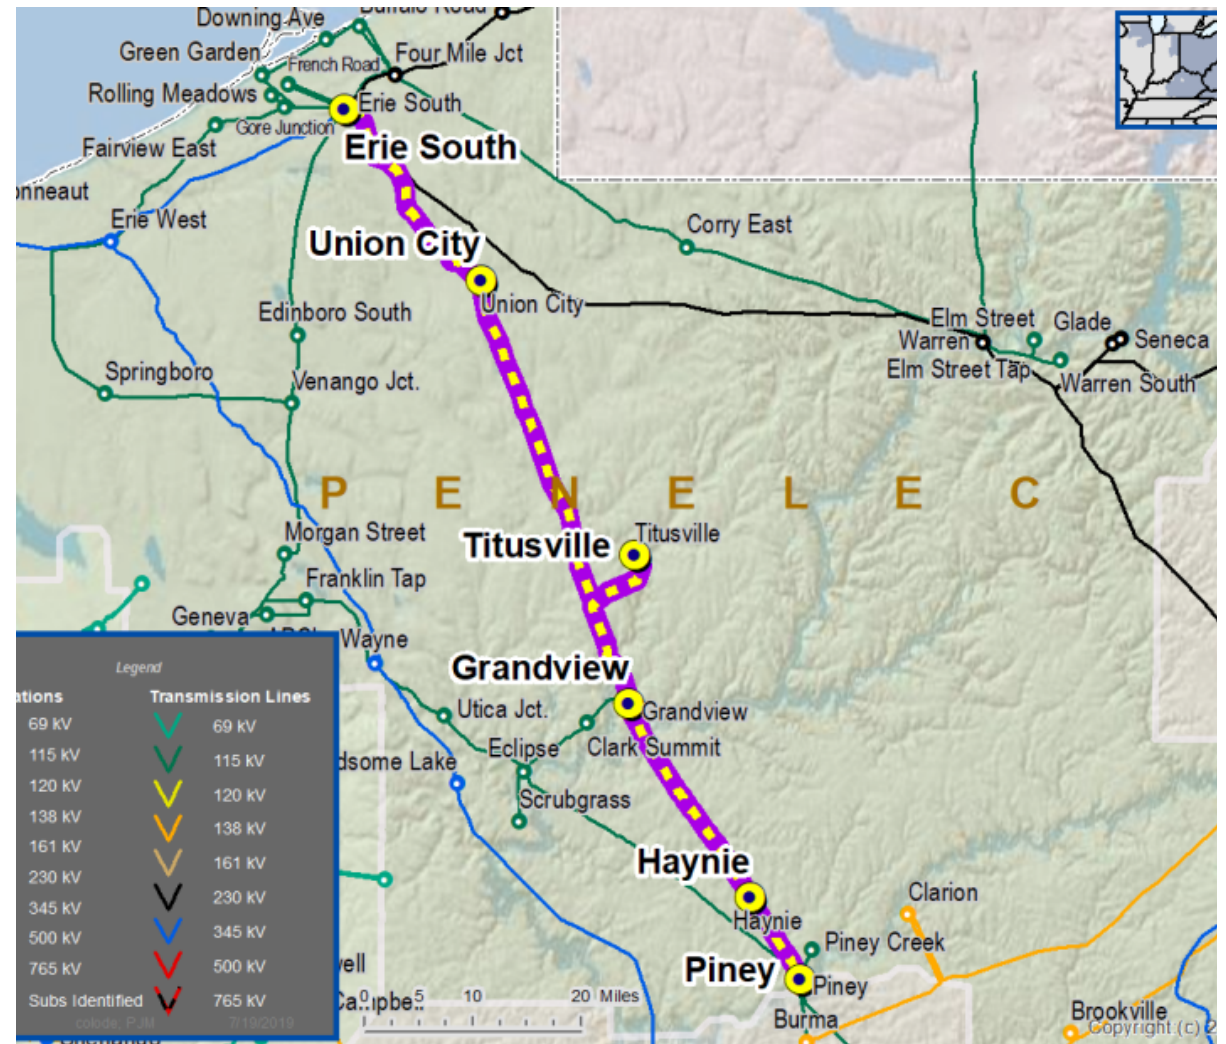 Downing Ave
Buffalo Road
Green Garden
French Road
Four Mile Jct
Rolling Meadows
Erie South
Gore Junction
Erie South
Fairview East
onneaut
Erie West
Union City
Corry East
Union City
Edinboro South
Elm Street
Glade
Warren
Seneca
Elm Street Tap
Warren South
Springboro
Venango Jct.
P E N E L E C
Morgan Street
Titusville
Titusville
Franklin Tap
Geneva
Wayne
Grandview
Utica Jct.
Grandview
Eclipse
Clark Summit
dsome Lake
Scrubgrass
Haynie
Haynie
Clarion
Piney Creek
Piney
Piney
Burma
Brookville
Copyright (c) 2
well
0 5 10 20 Miles
Legend
ations
Transmission Lines
69 kV
69 kV
115 kV
115 kV
120 kV
120 kV
138 kV
138 kV
161 kV
161 kV
230 kV
230 kV
345 kV
345 kV
500 kV
500 kV
765 kV
765 kV
Subs Identified
colode; PJM
7/19/2019